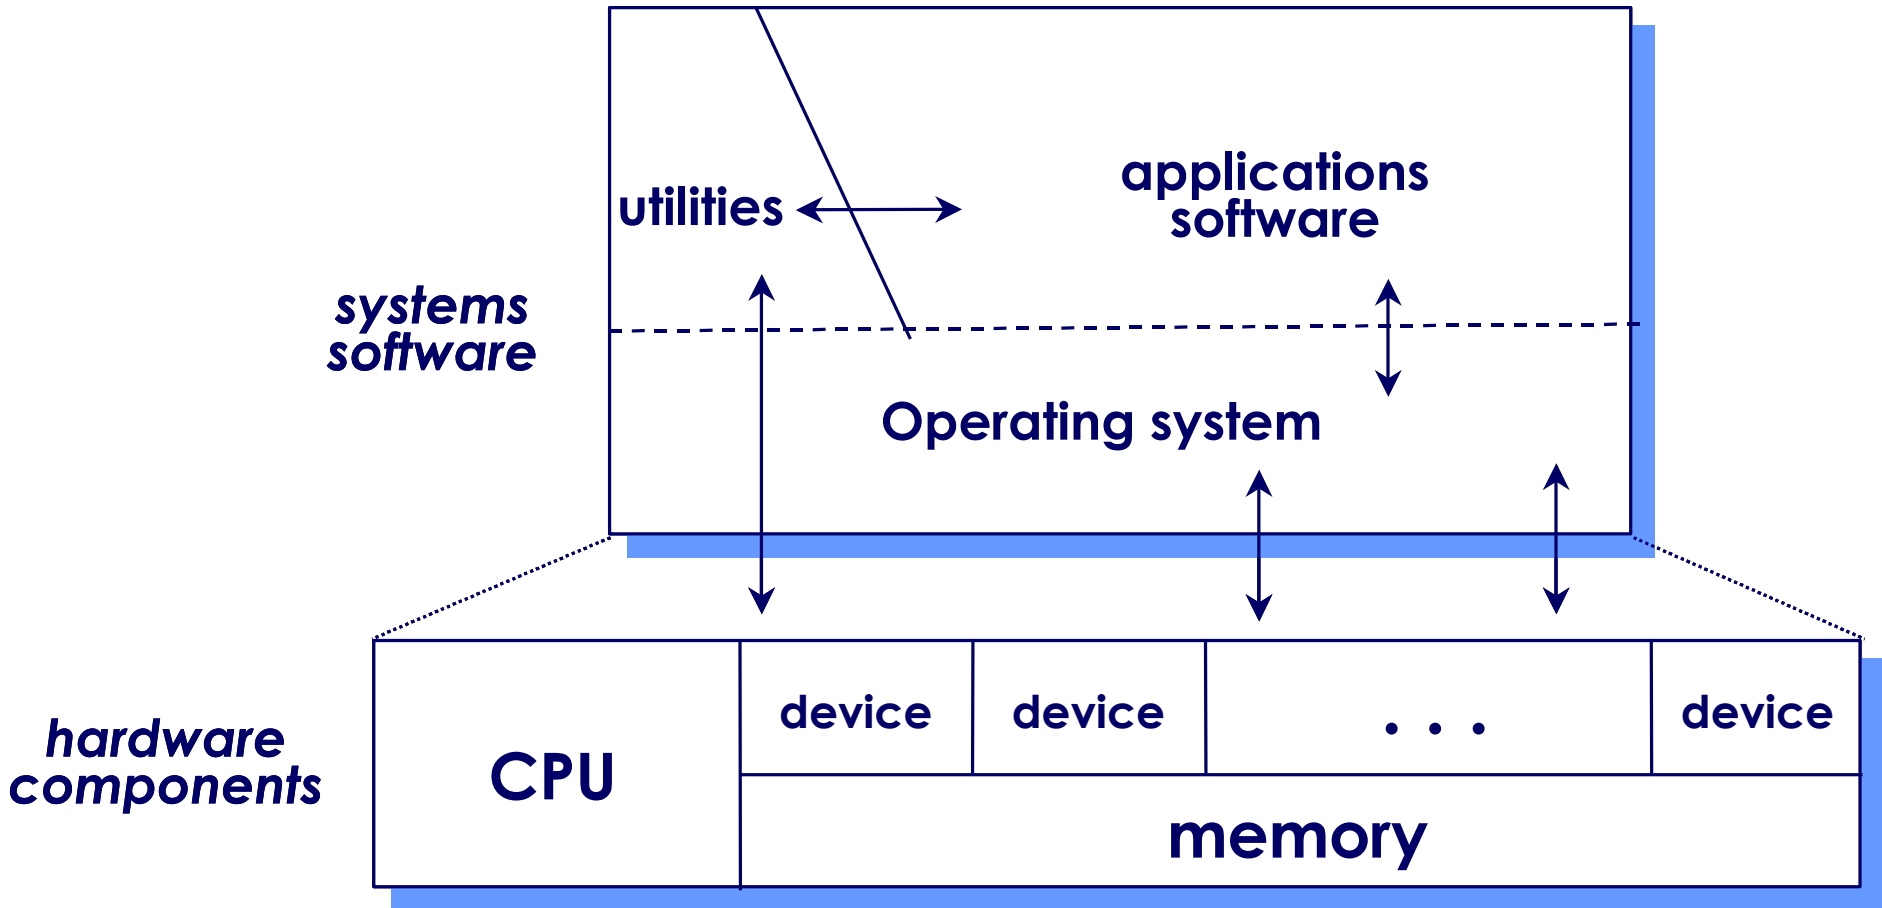 utilities
applications
software
systems
software
Operating system
hardware
components
CPU
device
device
. . .
device
memory